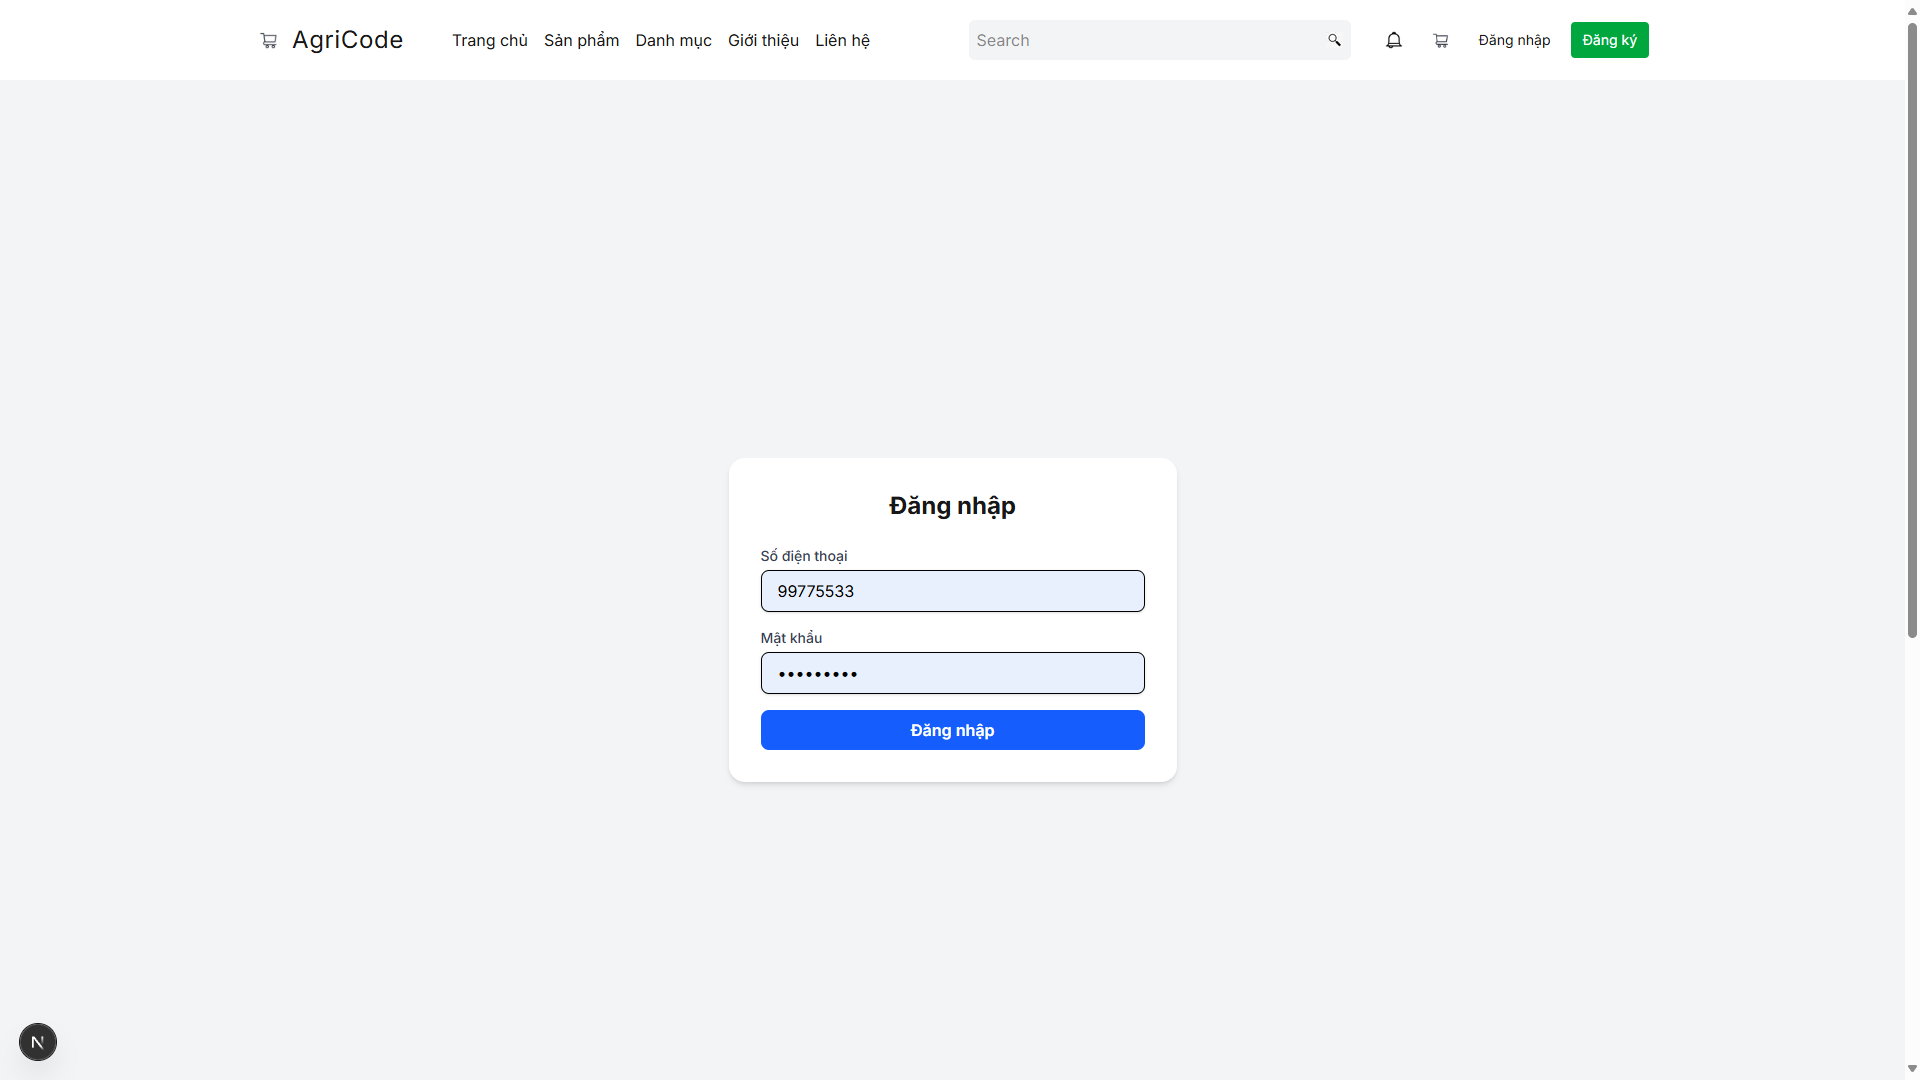 AgriCode
Trang chủ Sản phẩm Danh mục Giới thiệu Liên hệ
Search
Đăng nhập
Đăng ký
Đăng nhập
Số điện thoại
99775533
Mật khẩu
•••••••••
Đăng nhập
N